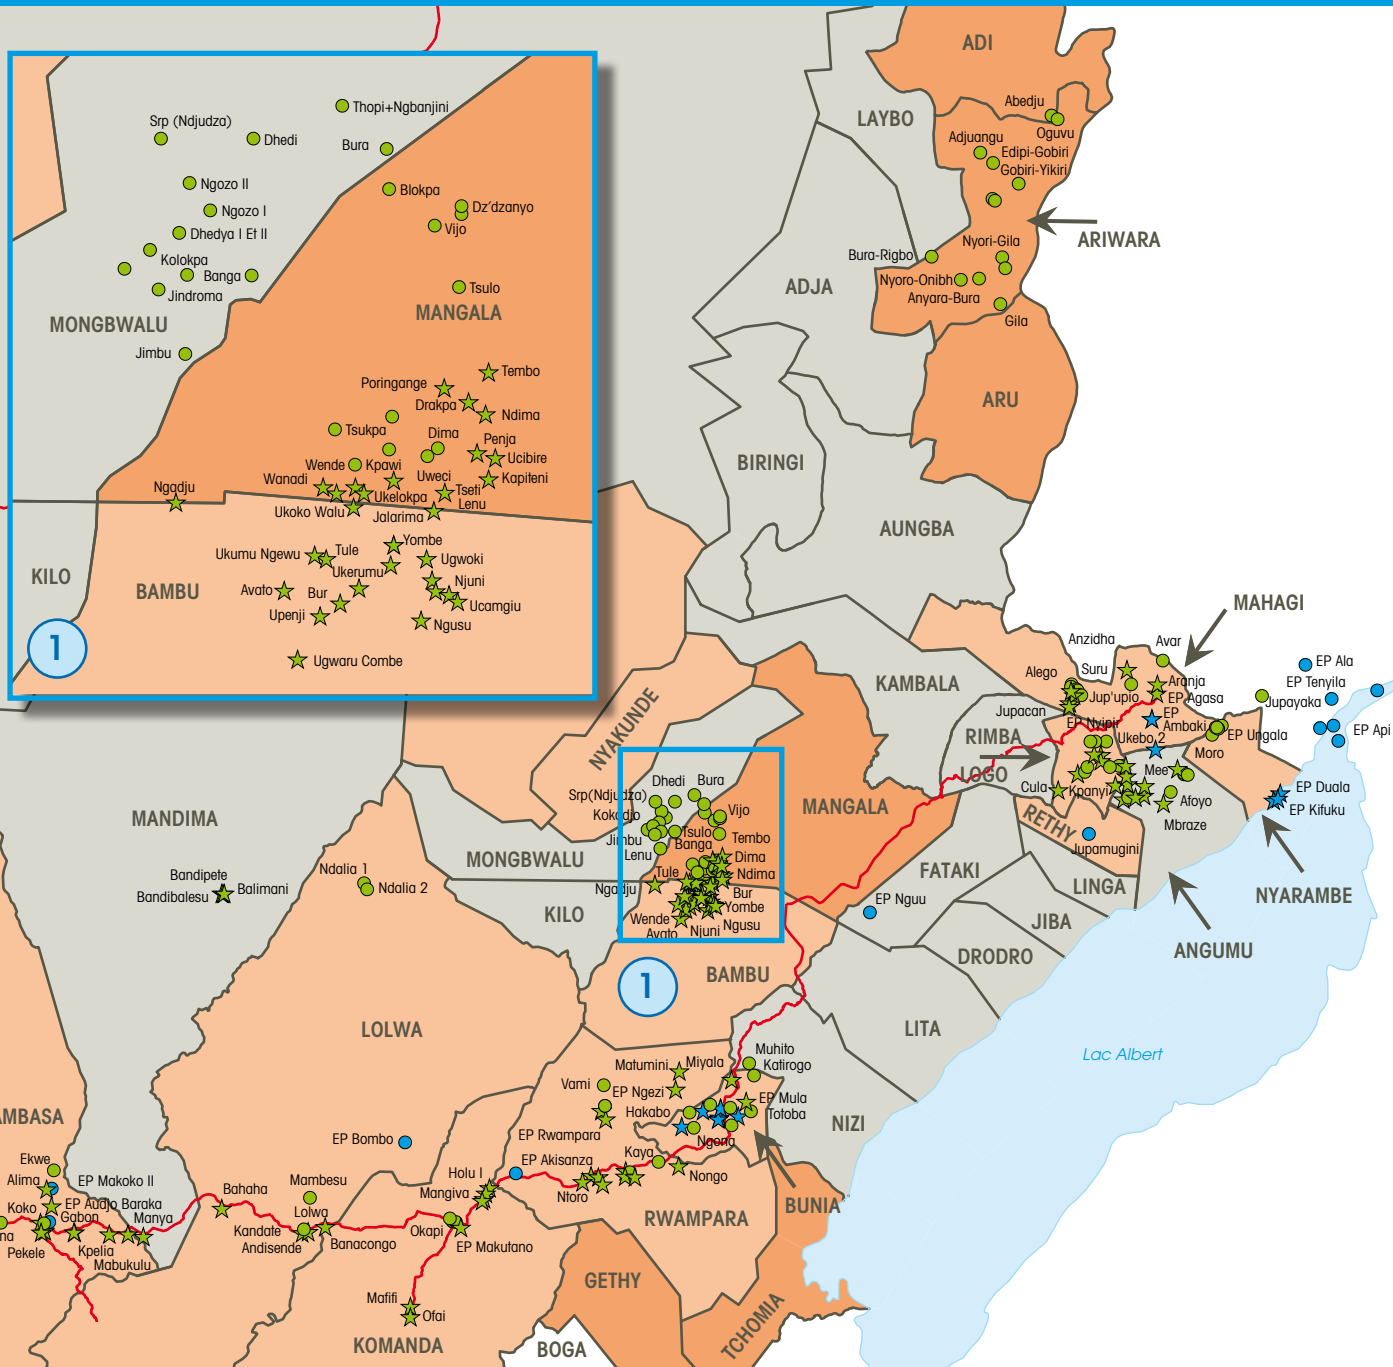 ADI
LAYBO
Abedju
Oguvu
Adjuangu
Edipi-Gobiri
Gobiri-Yikiri
ARIWARA
Nyori-Gila
Bura-Rigbo
Nyoro-Onibh
Anyara-Bura
Gila
ADJA
ARU
BIRINGI
AUNGBA
Thopi+Ngbanjini
Srp (Ndjudza)
Dhedi
Bura
Ngozo II
Blokpa
Ngozo I
Dz'dzanyo
Vijo
Dhedya I Et II
Kolokpa
Banga
Jindroma
Tsulo
MONGBWALU
MANGALA
Jimbu
Tembo
Poringange
Drakpa
Ndima
Tsukpa
Dima
Penja
Ucibire
Wende
Kpawi
Wanadi
Uweci
Kapiteni
Ngadju
Ukelokpa
Tseti
Lenu
Ukoko Walu
Jalarima
Yombe
Ukumu Ngewu
Tule
Ugwoki
KILO
Ukerumu
BAMBU
Avato
Bur
Njuni
Upenji
Ucamgiu
Ngusu
1
Ugwaru Combe
MAHAGI
Anzidha
Avar
Alego
Suru
Aranja
Jup'upio
EP Agasa
Jupacan
EP
EP Nyipir
Ambaki
Ukebo 2
EP Ala
EP Tenyila
Jupayaka
EP Api
EP Ungala
Moro
KAMBALA
RIMBA
LOGO
Mee
Cula
Kpanyi
Afoyo
Mbraze
EP Duala
EP Kifuku
RETHY
Jupamugini
NYARAMBE
LINGA
ANGUMU
JIBA
DRODRO
FATAKI
EP Nguu
LITA
NIZI
Lac Albert
NYAKUNDE
Dhedi
Bura
Srp(Ndjudza)
Kokadjo
Vijo
Jimbu
Tsulo
Banga
Tembo
Lenu
Dima
Tule
Ndima
Ngadju
Bur
Yombe
Wende
Ngusu
Avato
Njuni
MANGALA
MONGBWALU
KILO
1
BAMBU
MANDIMA
Bandipete
Balimani
Bandibalesu
Ndalia 1
Ndalia 2
LOLWA
MBASA
Muhito
Matumini
Miyala
Katirogo
Vami
EP Ngezi
EP Mula
Hakabo
Totoba
EP Rwampara
Ngona
EP Bombo
Kaya
EP Akisanza
Holu I
Nongo
Mangiva
Ntoro
BUNIA
RWAMPARA
Ekwe
EP Makoko II
Alima
EP Audjo
Baraka
Koko
Gabon
Manya
na
Pekele
Kpelia
Mabukulu
Bahaha
Mambesu
Lolwa
Kandate
Andisende
Banacongo
Okapi
EP Makutano
Mafifi
Ofai
GETHY
TCHOMIA
KOMANDA
BOGA